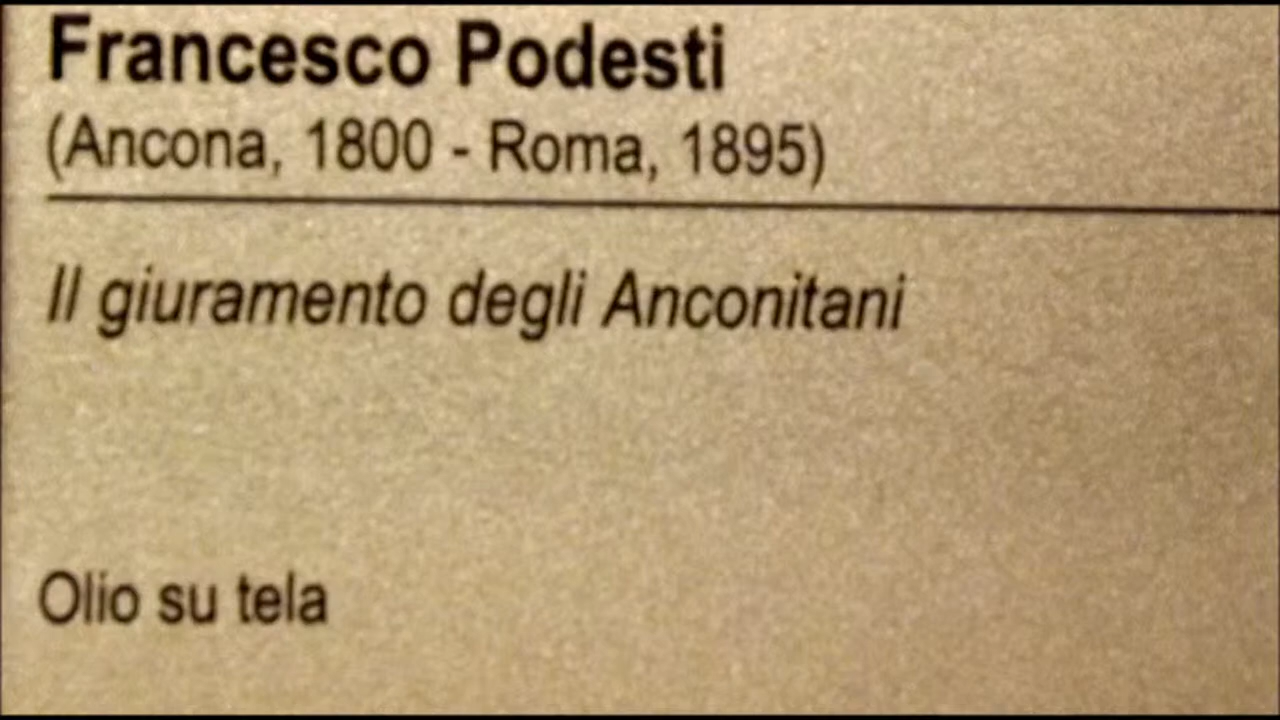 Francesco Podesti
(Ancona, 1800 - Roma, 1895)
Il giuramento degli Anconitani
Olio su tela